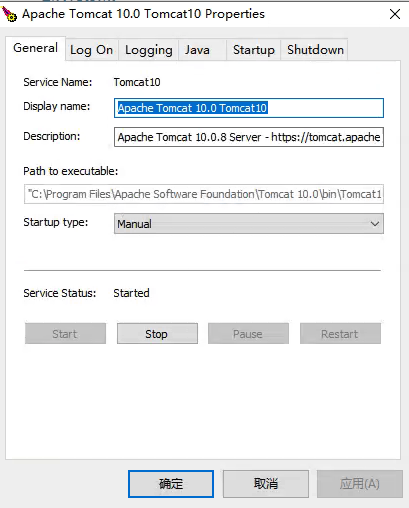 Apache Tomcat 10.0 Tomcat10 Properties
General Log On Logging Java Startup Shutdown
Service Name: Tomcat10
Display name: Apache Tomcat 10.0 Tomcat10
Description: Apache Tomcat 10.0.8 Server - https://tomcat.apache
Path to executable:
"C:\Program Files\Apache Software Foundation\Tomcat 10.0\bin\Tomcat1
Startup type: Manual
Service Status: Started
Start Stop Pause Restart
确定 取消 应用(A)